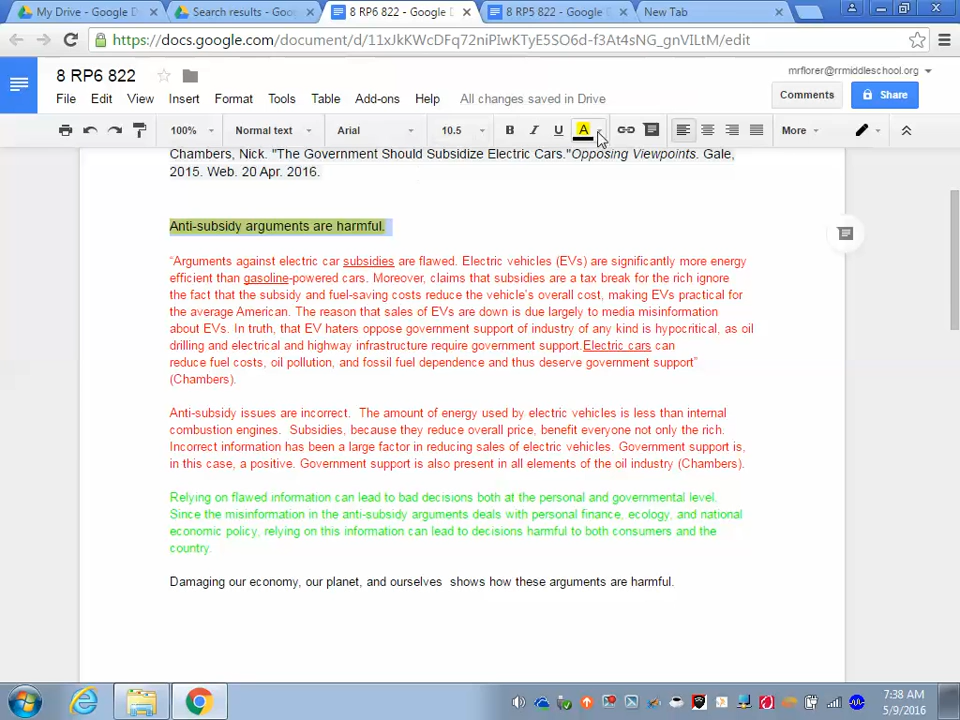 My Drive - Google D
Search results - Goo
8 RP6 822 - Google D
8 RP5 822 - Google
New Tab
https://docs.google.com/document/d/11xJkKWcDFq72niPIwKTyE5SO6d-f3At4sNG_gnVILtM/edit
8 RP6 822
mrflorer@rrmiddleschool.org
File Edit View Insert Format Tools Table Add-ons Help All changes saved in Drive
Comments
Share
100% Normal text Arial 10.5 B I U A More
Chambers, Nick. "The Government Should Subsidize Electric Cars."Opposing Viewpoints. Gale,
2015. Web. 20 Apr. 2016.
Anti-subsidy arguments are harmful.
“Arguments against electric car subsidies are flawed. Electric vehicles (EVs) are significantly more energy
efficient than gasoline-powered cars. Moreover, claims that subsidies are a tax break for the rich ignore
the fact that the subsidy and fuel-saving costs reduce the vehicle's overall cost, making EVs practical for
the average American. The reason that sales of EVs are down is due largely to media misinformation
about EVs. In truth, that EV haters oppose government support of industry of any kind is hypocritical, as oil
drilling and electrical and highway infrastructure require government support.Electric cars can
reduce fuel costs, oil pollution, and fossil fuel dependence and thus deserve government support”
(Chambers).
Anti-subsidy issues are incorrect.  The amount of energy used by electric vehicles is less than internal
combustion engines.  Subsidies, because they reduce overall price, benefit everyone not only the rich.
Incorrect information has been a large factor in reducing sales of electric vehicles. Government support is,
in this case, a positive. Government support is also present in all elements of the oil industry (Chambers).
Relying on flawed information can lead to bad decisions both at the personal and governmental level.
Since the misinformation in the anti-subsidy arguments deals with personal finance, ecology, and national
economic policy, relying on this information can lead to decisions harmful to both consumers and the
country.
Damaging our economy, our planet, and ourselves  shows how these arguments are harmful.
7:38 AM
5/9/2016